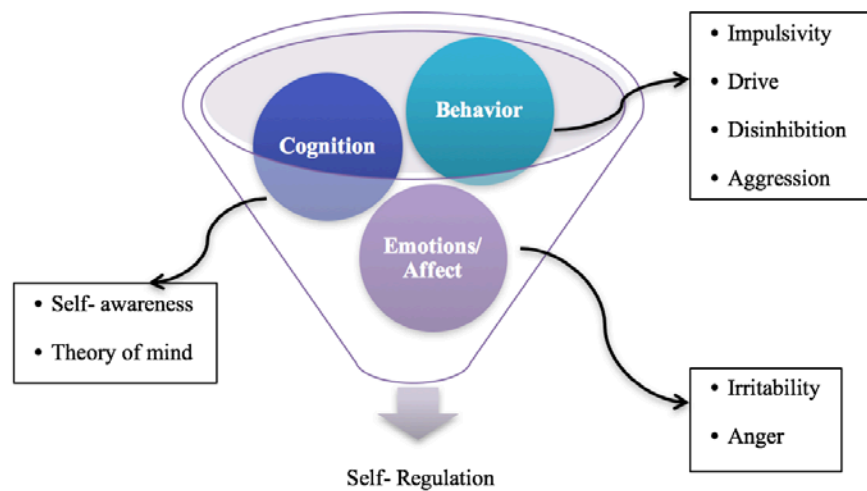 • Impulsivity
• Drive
• Disinhibition
• Aggression
Behavior
Cognition
Emotions/
Affect
• Self- awareness
• Theory of mind
• Irritability
• Anger
Self- Regulation